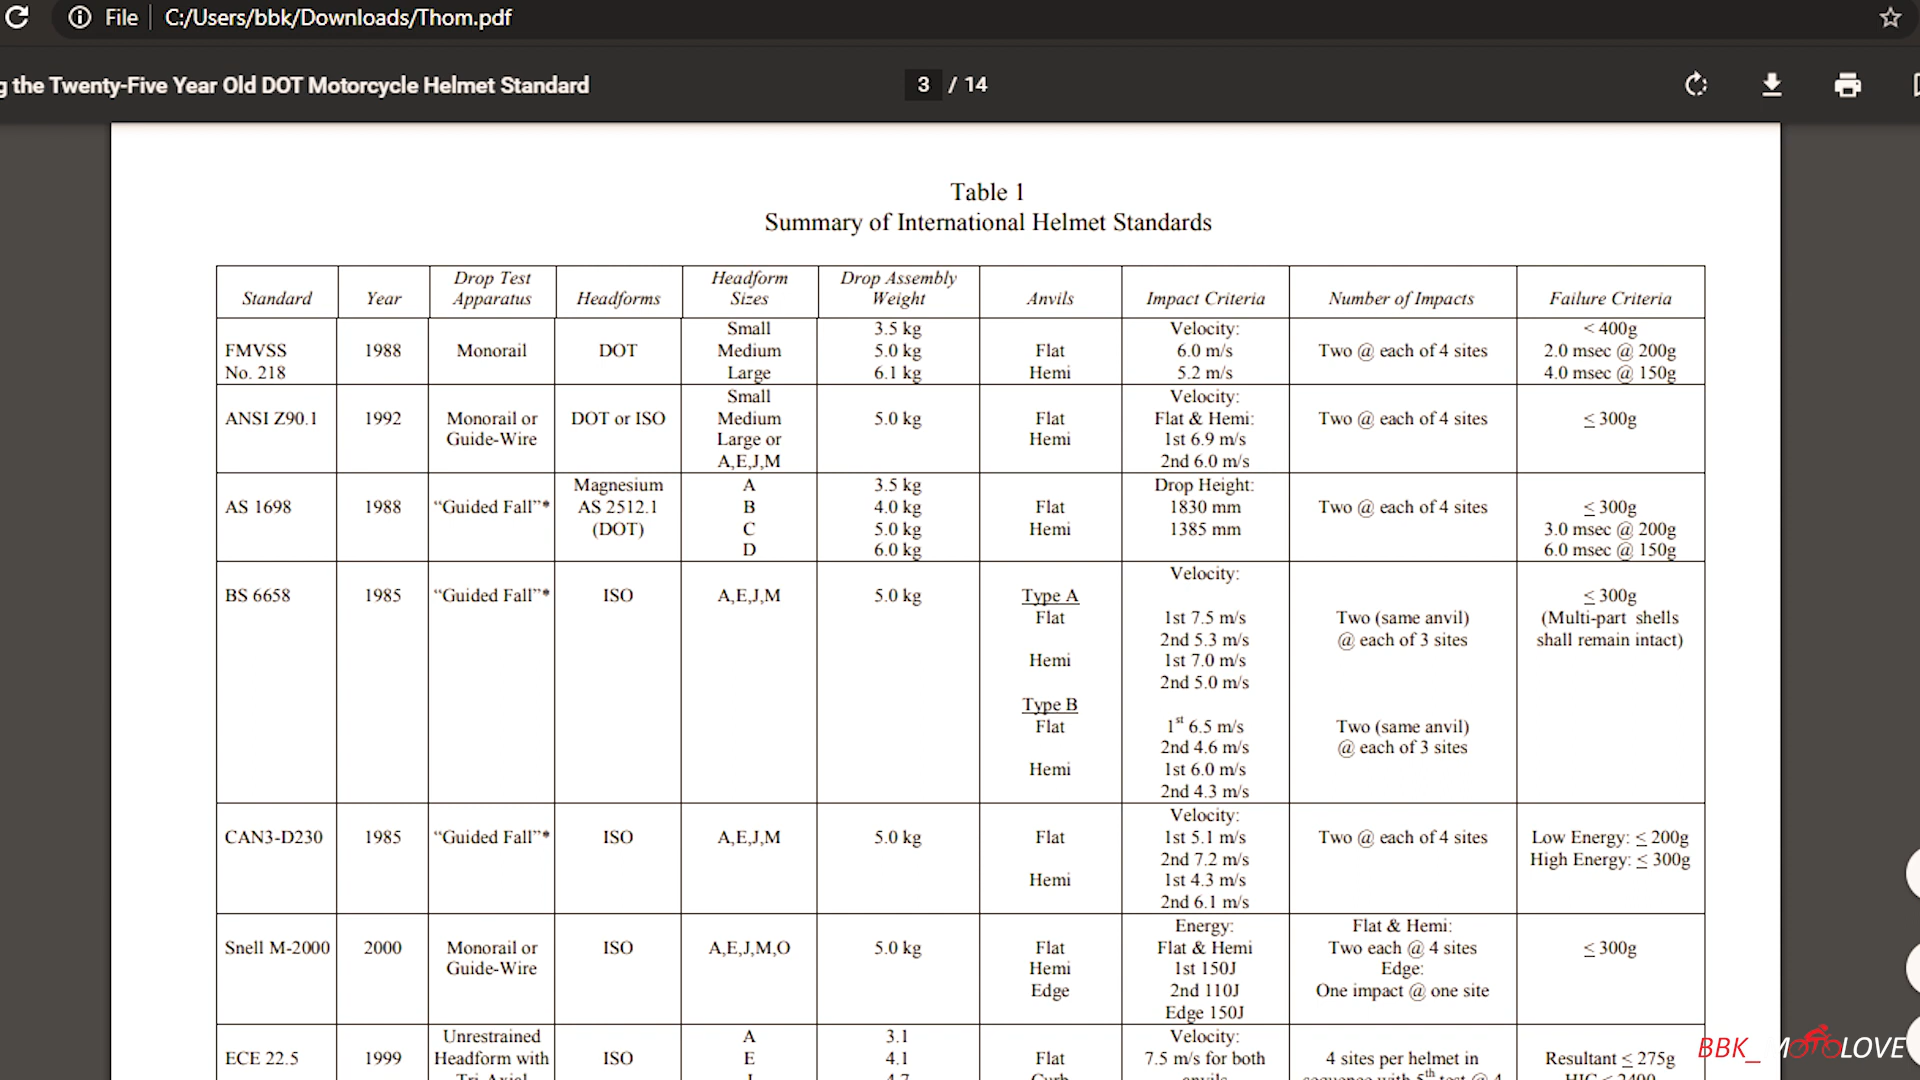 File C:/Users/bbk/Downloads/Thom.pdf
g the Twenty-Five Year Old DOT Motorcycle Helmet Standard 3 / 14
Table 1
Summary of International Helmet Standards
Standard Year Drop Test Apparatus Headforms Headform Sizes Drop Assembly Weight Anvils Impact Criteria Number of Impacts Failure Criteria
Small 3.5 kg Velocity: < 400g
FMVSS 1988 Monorail DOT Medium 5.0 kg Flat 6.0 m/s Two @ each of 4 sites 2.0 msec @ 200g
No. 218 Large 6.1 kg Hemi 5.2 m/s 4.0 msec @ 150g
Small Velocity:
ANSI Z90.1 1992 Monorail or DOT or ISO Medium 5.0 kg Flat Flat & Hemi: Two @ each of 4 sites ≤ 300g
Guide-Wire Large or Hemi 1st 6.9 m/s
A,E,J,M 2nd 6.0 m/s
Magnesium A 3.5 kg Drop Height:
AS 1698 1988 “Guided Fall”* AS 2512.1 B 4.0 kg Flat 1830 mm Two @ each of 4 sites ≤ 300g
(DOT) C 5.0 kg Hemi 1385 mm 3.0 msec @ 200g
D 6.0 kg 6.0 msec @ 150g
Velocity:
BS 6658 1985 “Guided Fall”* ISO A,E,J,M 5.0 kg Type A ≤ 300g
Flat 1st 7.5 m/s Two (same anvil) (Multi-part shells
2nd 5.3 m/s @ each of 3 sites shall remain intact)
Hemi 1st 7.0 m/s
2nd 5.0 m/s
Type B
Flat 1st 6.5 m/s Two (same anvil)
2nd 4.6 m/s @ each of 3 sites
Hemi 1st 6.0 m/s
2nd 4.3 m/s
Velocity:
CAN3-D230 1985 “Guided Fall”* ISO A,E,J,M 5.0 kg Flat 1st 5.1 m/s Two @ each of 4 sites Low Energy: ≤ 200g
2nd 7.2 m/s High Energy: ≤ 300g
Hemi 1st 4.3 m/s
2nd 6.1 m/s
Energy: Flat & Hemi:
Snell M-2000 2000 Monorail or ISO A,E,J,M,O 5.0 kg Flat Flat & Hemi Two each @ 4 sites ≤ 300g
Guide-Wire Hemi 1st 150J Edge:
Edge 2nd 110J One impact @ one site
Edge 150J
Unrestrained A 3.1 Velocity:
ECE 22.5 1999 Headform with ISO E 4.1 Flat 7.5 m/s for both 4 sites per helmet in Resultant ≤ 275g
BBK_MOTOLOVE